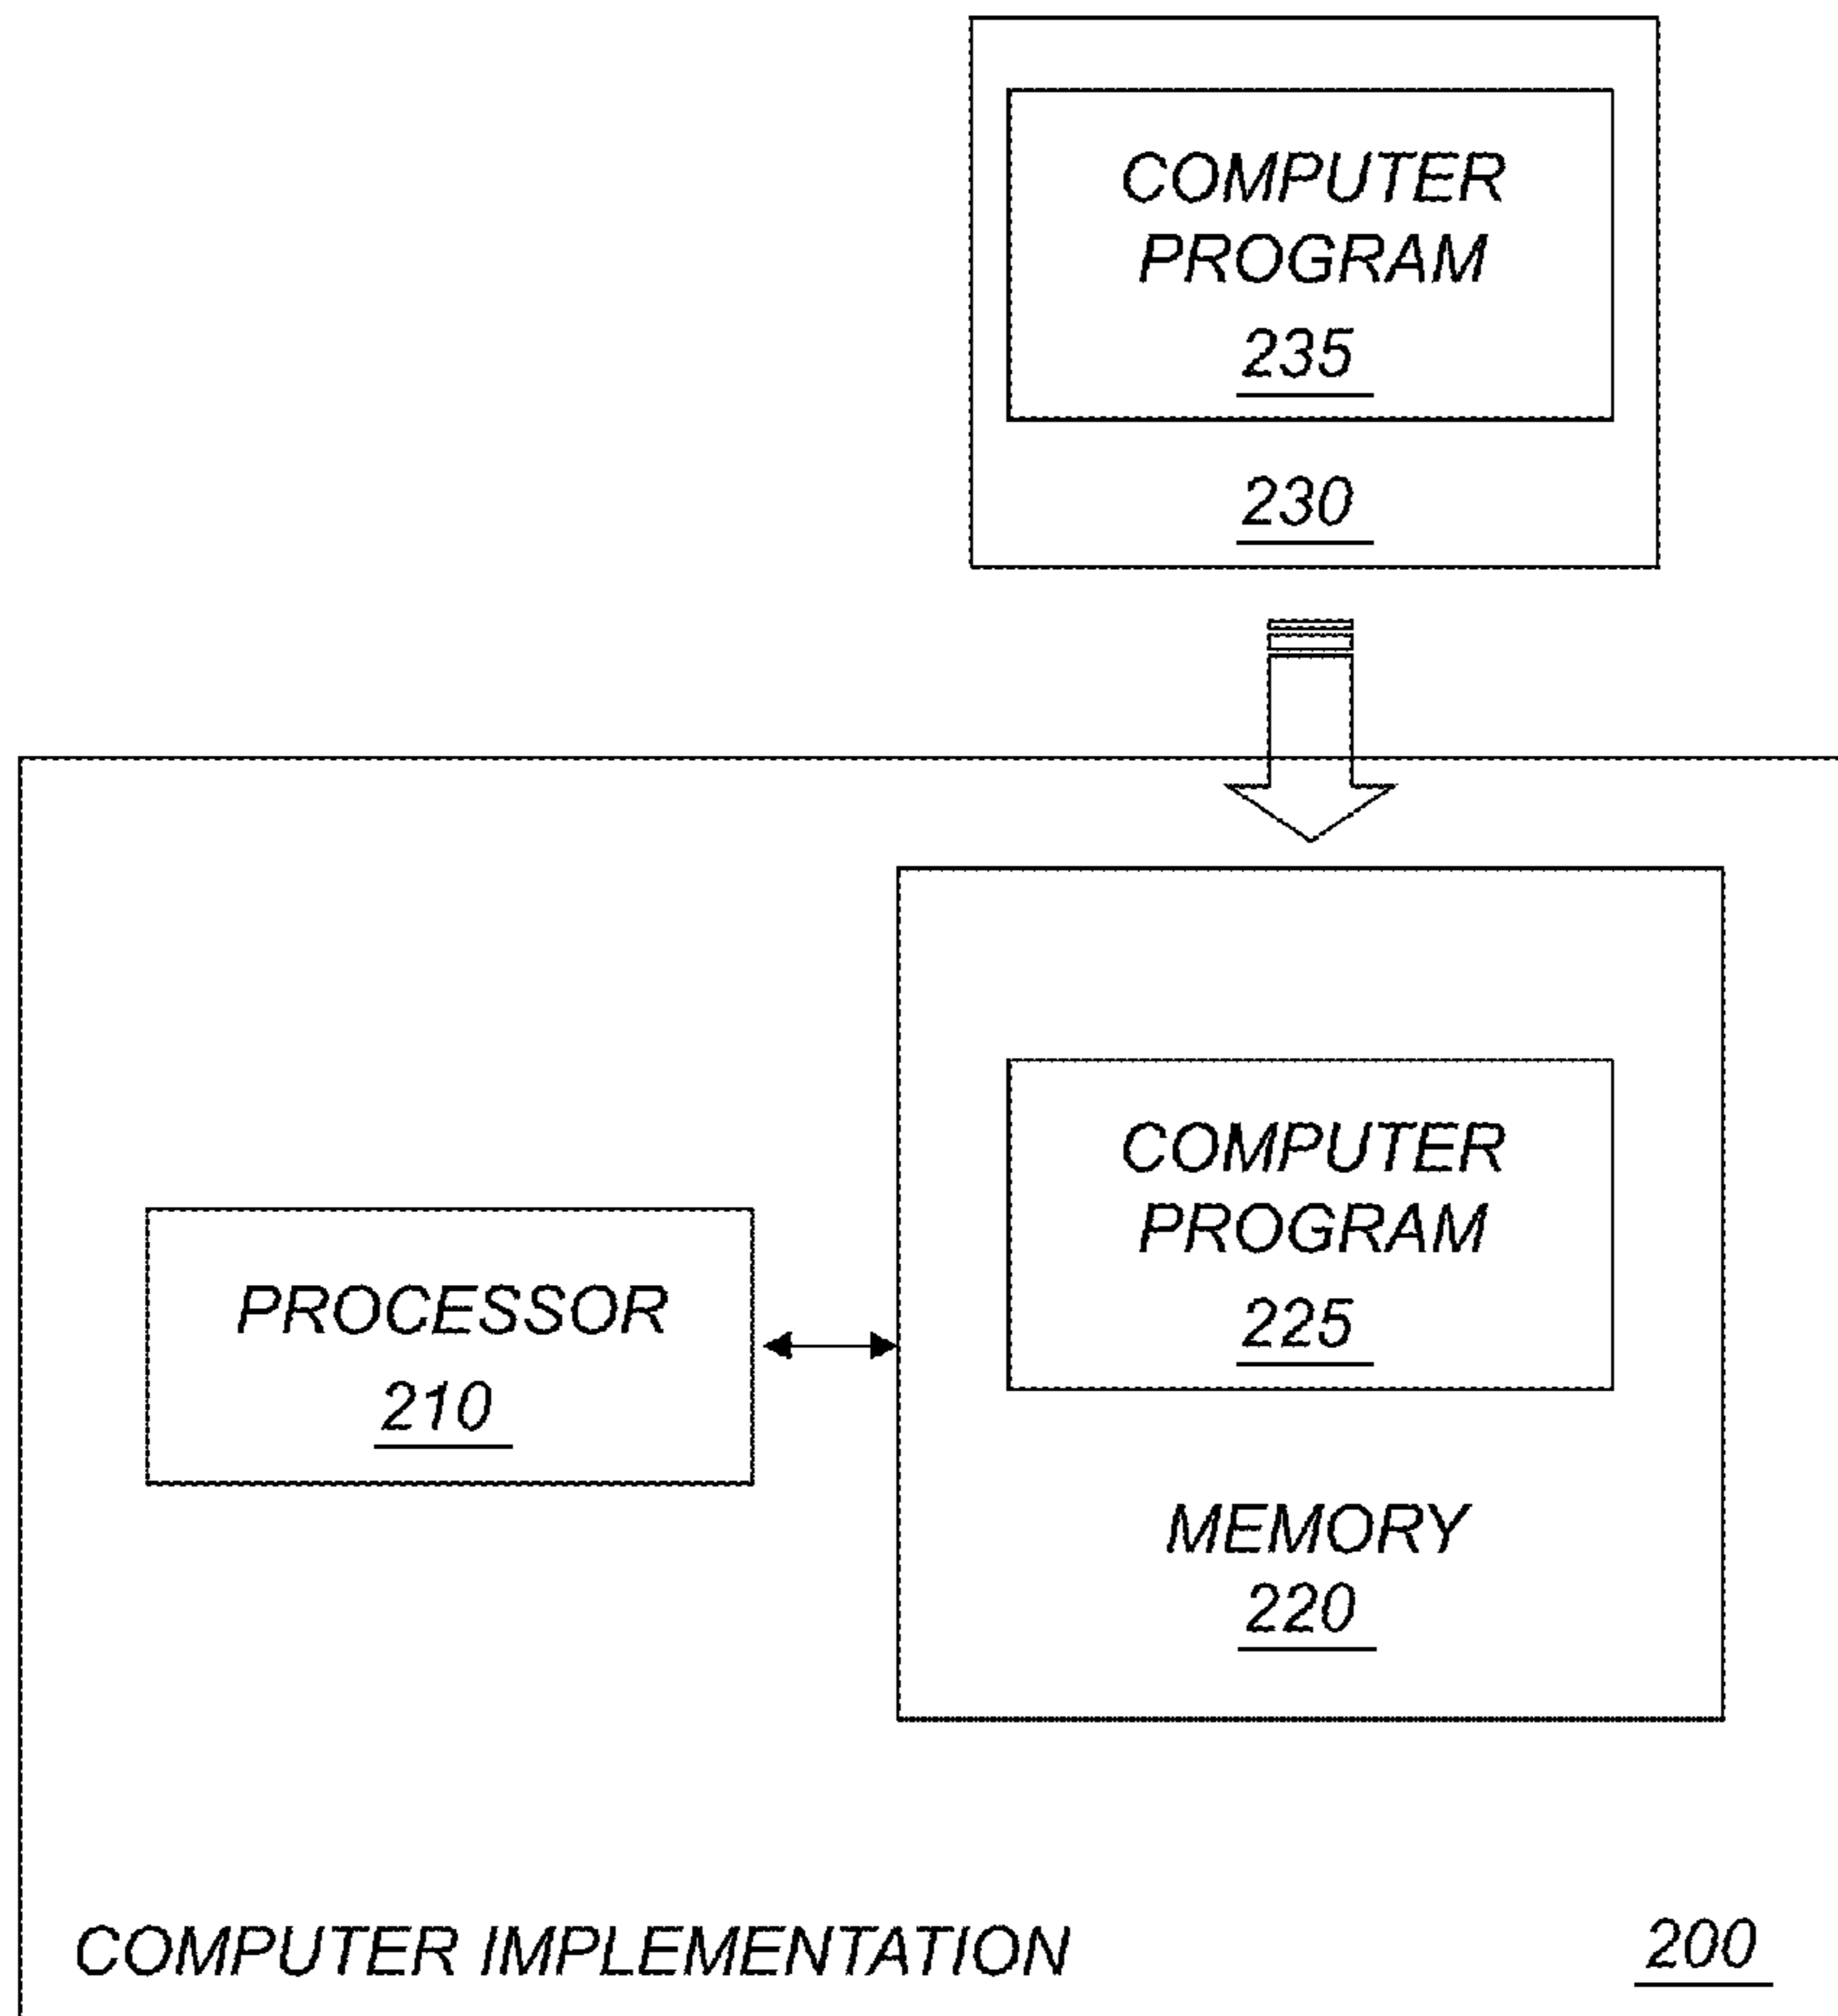 COMPUTER
PROGRAM
235
230
COMPUTER
PROGRAM
225
PROCESSOR
210
MEMORY
220
COMPUTER IMPLEMENTATION 200